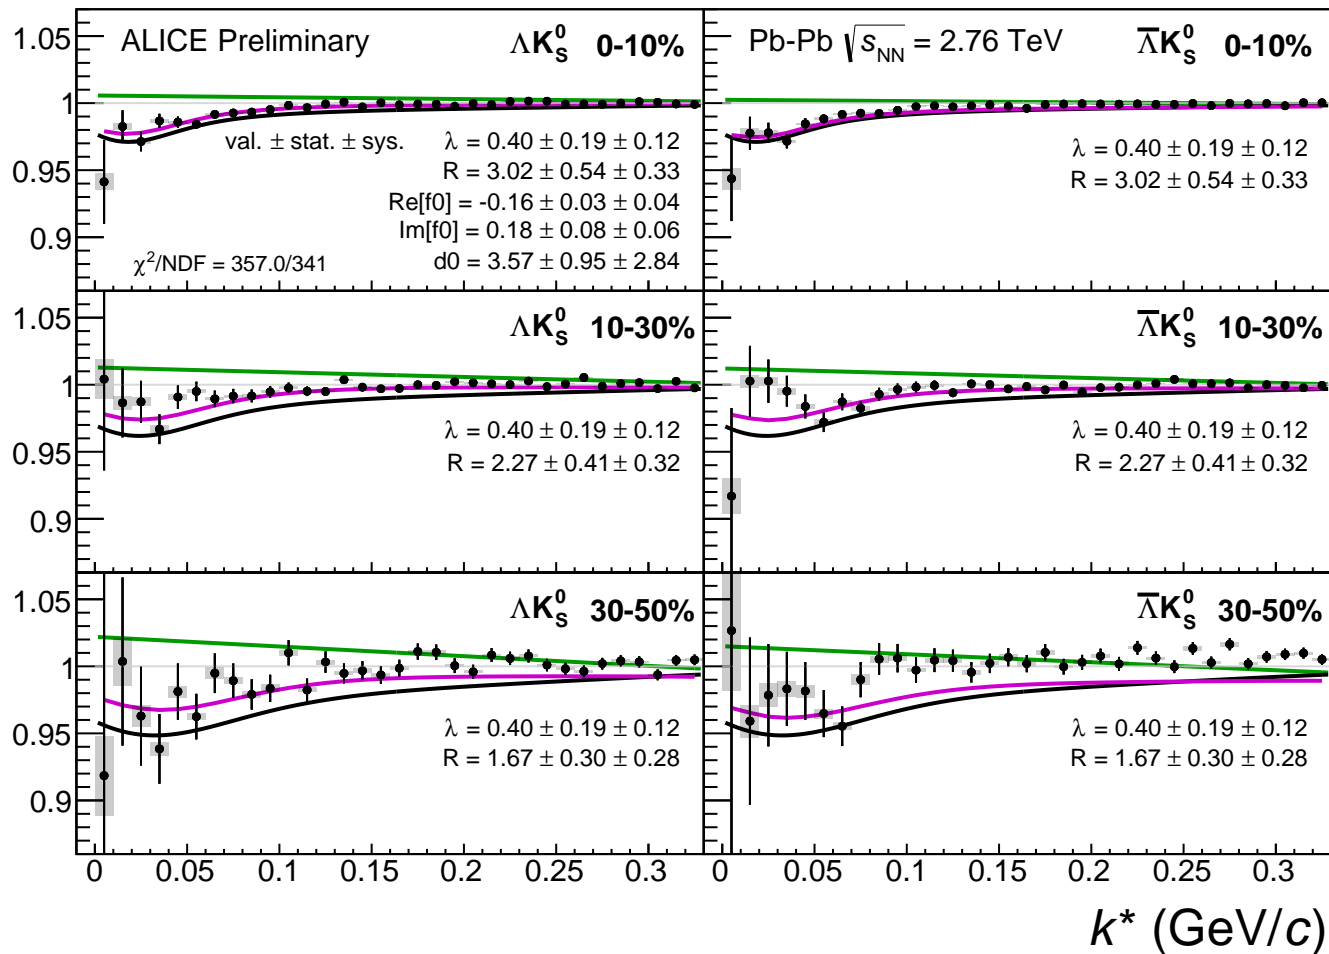 ALICE Preliminary ΛK⁰_S 0-10%
Pb-Pb √s_NN = 2.76 TeV Λ̅K⁰_S 0-10%
1.05
1
0.95
0.9
val. ± stat. ± sys.
λ = 0.40 ± 0.19 ± 0.12
R = 3.02 ± 0.54 ± 0.33
Re[f0] = -0.16 ± 0.03 ± 0.04
Im[f0] = 0.18 ± 0.08 ± 0.06
d0 = 3.57 ± 0.95 ± 2.84
χ²/NDF = 357.0/341
λ = 0.40 ± 0.19 ± 0.12
R = 3.02 ± 0.54 ± 0.33
ΛK⁰_S 10-30%
Λ̅K⁰_S 10-30%
1.05
1
0.95
0.9
λ = 0.40 ± 0.19 ± 0.12
R = 2.27 ± 0.41 ± 0.32
λ = 0.40 ± 0.19 ± 0.12
R = 2.27 ± 0.41 ± 0.32
ΛK⁰_S 30-50%
Λ̅K⁰_S 30-50%
1.05
1
0.95
0.9
λ = 0.40 ± 0.19 ± 0.12
R = 1.67 ± 0.30 ± 0.28
λ = 0.40 ± 0.19 ± 0.12
R = 1.67 ± 0.30 ± 0.28
0 0.05 0.1 0.15 0.2 0.25 0.3
0 0.05 0.1 0.15 0.2 0.25 0.3
k* (GeV/c)